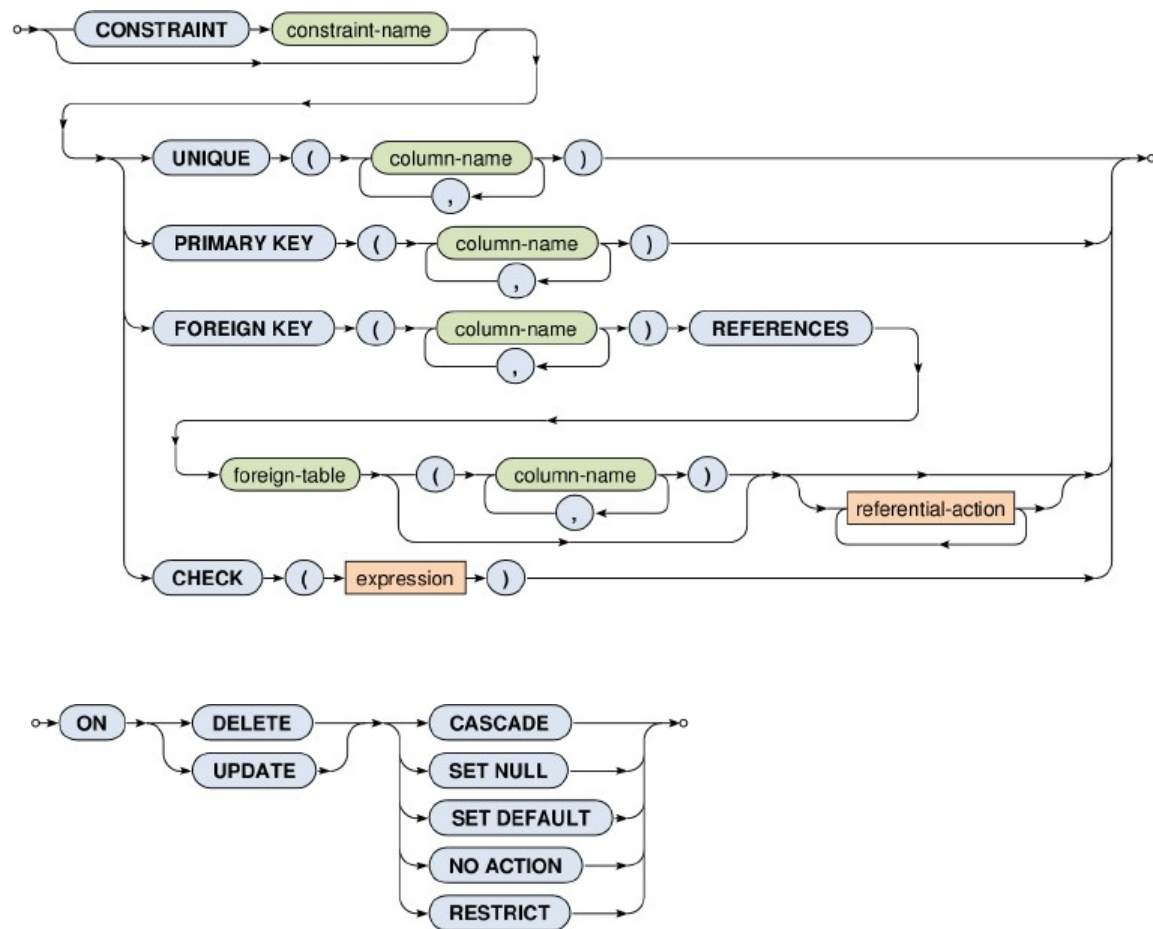 CONSTRAINT constraint-name
UNIQUE ( column-name )
,
PRIMARY KEY ( column-name )
,
FOREIGN KEY ( column-name ) REFERENCES
,
foreign-table ( column-name )
, referential-action
CHECK ( expression )
ON DELETE CASCADE
UPDATE SET NULL
SET DEFAULT
NO ACTION
RESTRICT